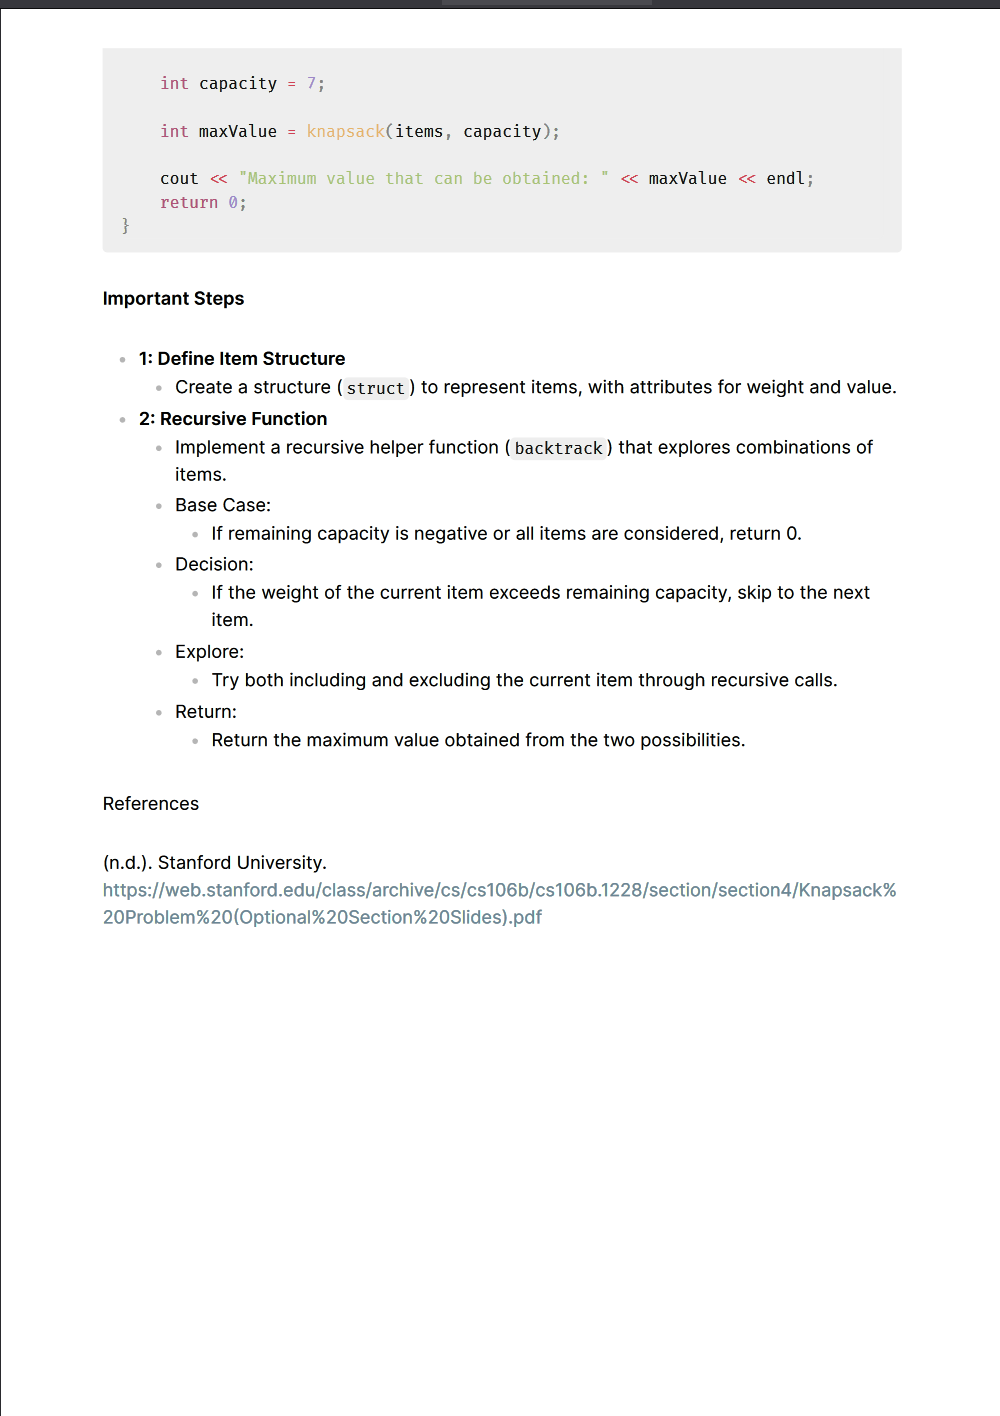 int capacity = 7;
int maxValue = knapsack(items, capacity);
cout << "Maximum value that can be obtained: " << maxValue << endl;
return 0;
}
Important Steps
1: Define Item Structure
Create a structure (struct) to represent items, with attributes for weight and value.
2: Recursive Function
Implement a recursive helper function (backtrack) that explores combinations of
items.
Base Case:
If remaining capacity is negative or all items are considered, return 0.
Decision:
If the weight of the current item exceeds remaining capacity, skip to the next
item.
Explore:
Try both including and excluding the current item through recursive calls.
Return:
Return the maximum value obtained from the two possibilities.
References
(n.d.). Stanford University.
https://web.stanford.edu/class/archive/cs/cs106b/cs106b.1228/section/section4/Knapsack%
20Problem%20(Optional%20Section%20Slides).pdf